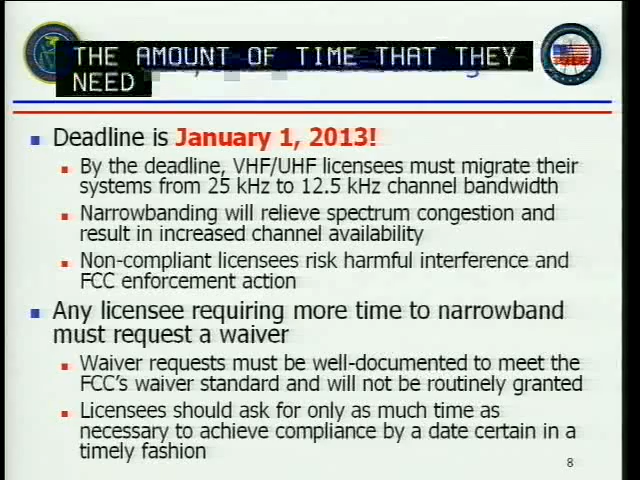 THE AMOUNT OF TIME THAT THEY
NEED
Deadline is January 1, 2013!
By the deadline, VHF/UHF licensees must migrate their
systems from 25 kHz to 12.5 kHz channel bandwidth
Narrowbanding will relieve spectrum congestion and
result in increased channel availability
Non-compliant licensees risk harmful interference and
FCC enforcement action
Any licensee requiring more time to narrowband
must request a waiver
Waiver requests must be well-documented to meet the
FCC's waiver standard and will not be routinely granted
Licensees should ask for only as much time as
necessary to achieve compliance by a date certain in a
timely fashion
8